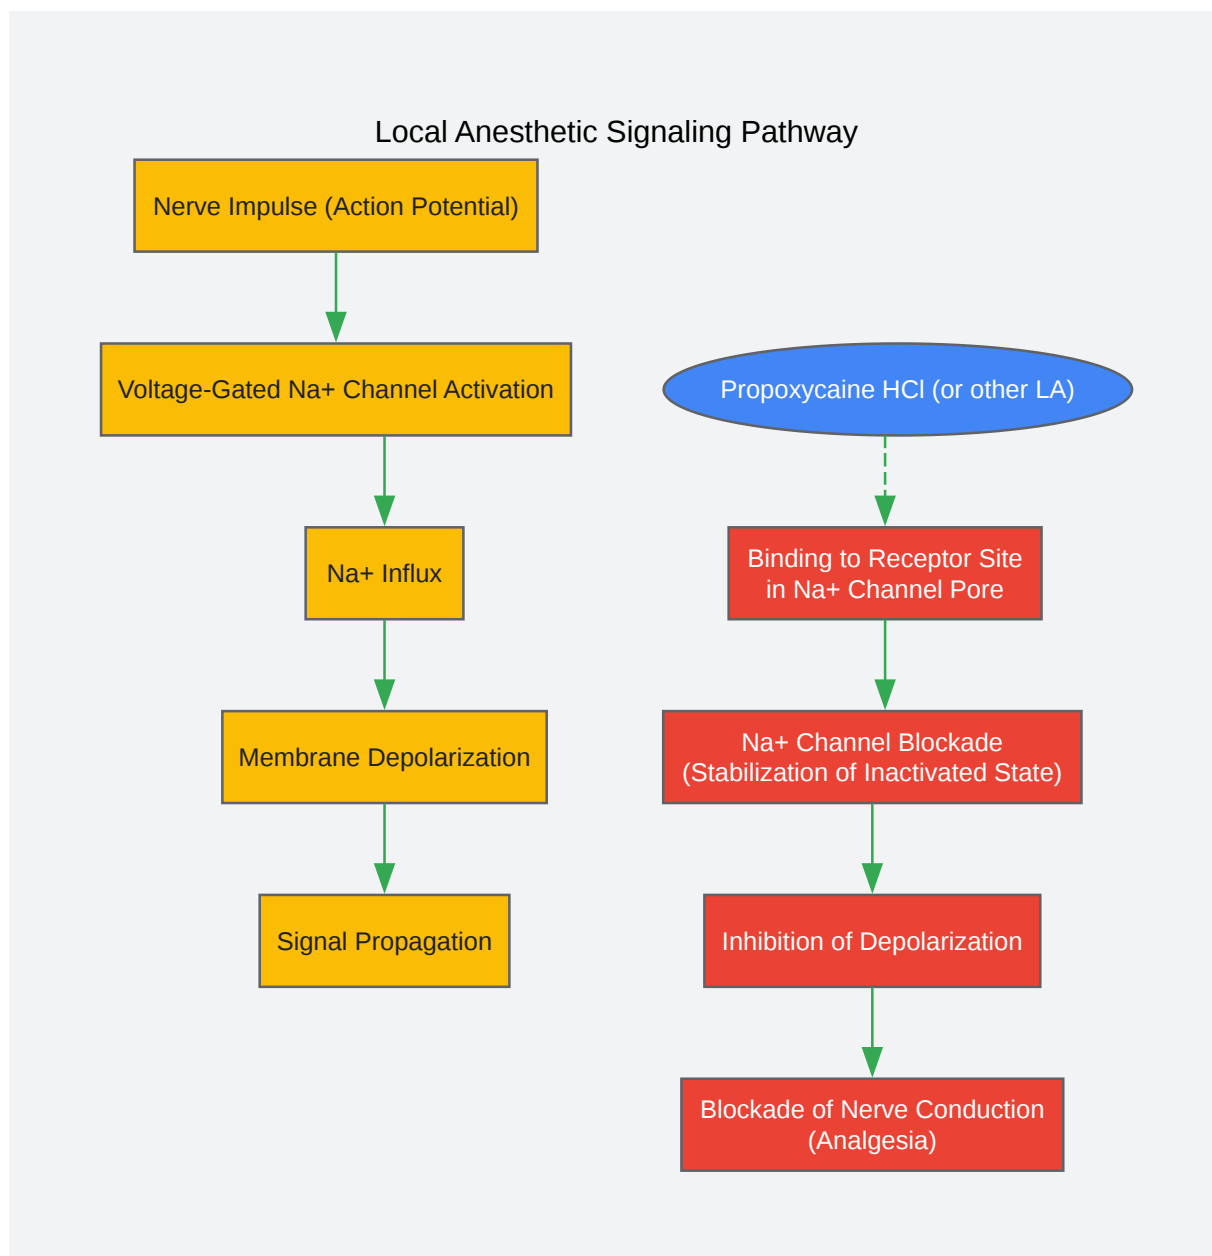 Local Anesthetic Signaling Pathway
Nerve Impulse (Action Potential)
Voltage-Gated Na+ Channel Activation
Na+ Influx
Membrane Depolarization
Signal Propagation
Propoxycaine HCl (or other LA)
Binding to Receptor Site
in Na+ Channel Pore
Na+ Channel Blockade
(Stabilization of Inactivated State)
Inhibition of Depolarization
Blockade of Nerve Conduction
(Analgesia)